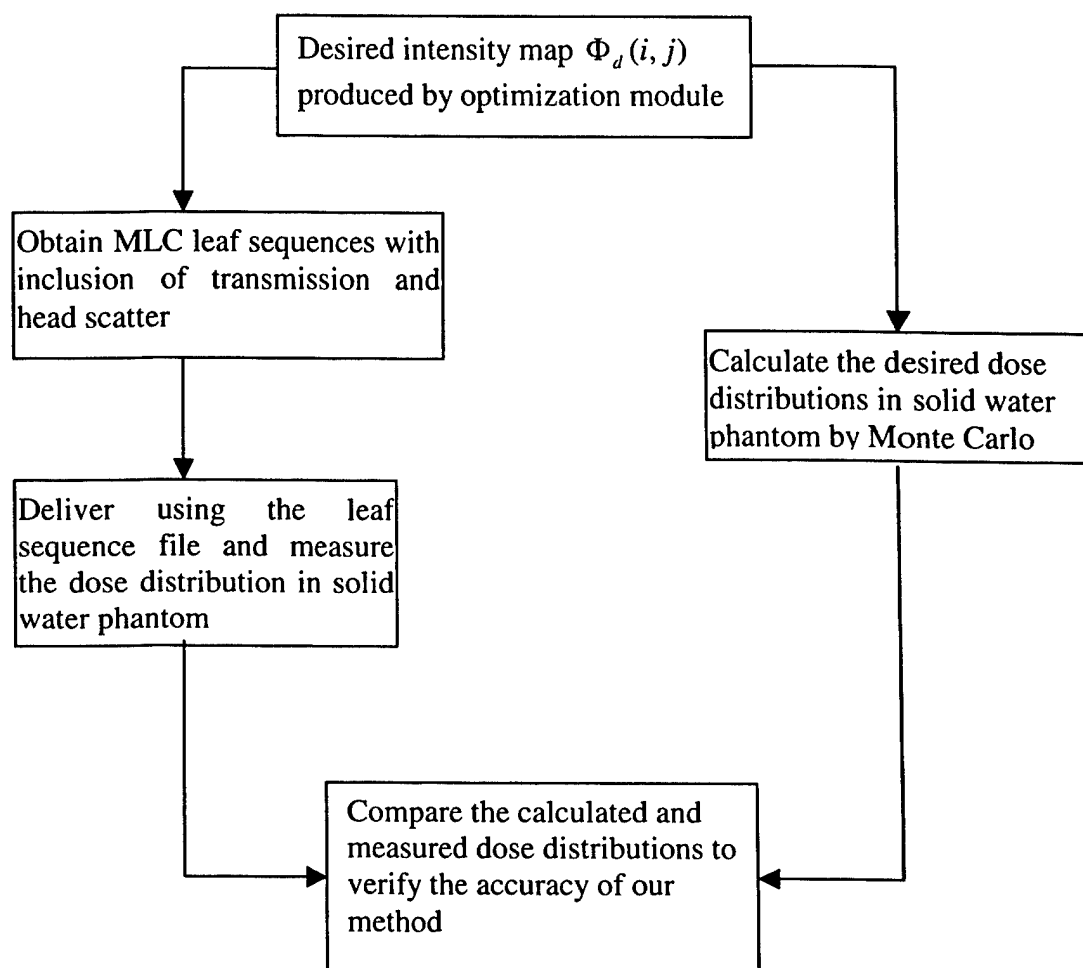 Desired intensity map Φ_d(i, j)
produced by optimization module
Obtain MLC leaf sequences with
inclusion of transmission and
head scatter
Calculate the desired dose
distributions in solid water
phantom by Monte Carlo
Deliver using the leaf
sequence file and measure
the dose distribution in solid
water phantom
Compare the calculated and
measured dose distributions to
verify the accuracy of our
method